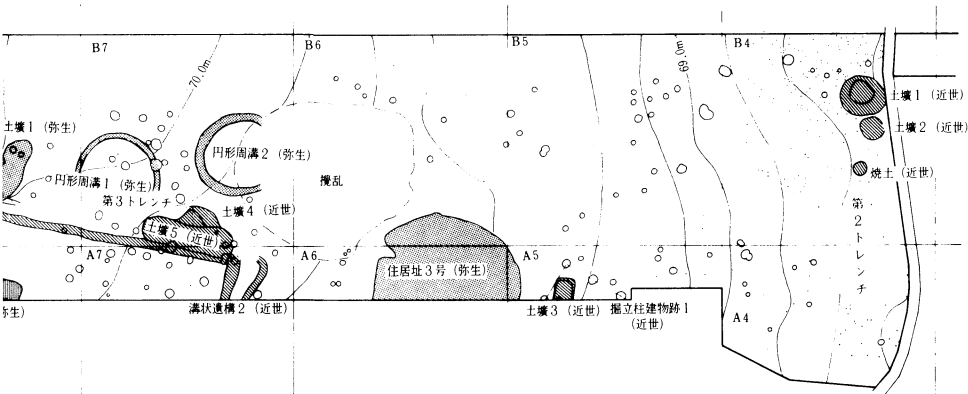 B7
B6
B5
B4
70.0m
69.0m
土壙1(近世)
土壙2(近世)
土壙1(弥生)
円形周溝2(弥生)
焼土(近世)
円形周溝1(弥生)
攪乱
第3トレンチ
第2トレンチ
土壙4(近世)
土壙5(近世)
A7
A6
A5
住居址3号(弥生)
弥生)
溝状遺構2(近世)
土壙3(近世)
掘立柱建物跡1
(近世)
A4